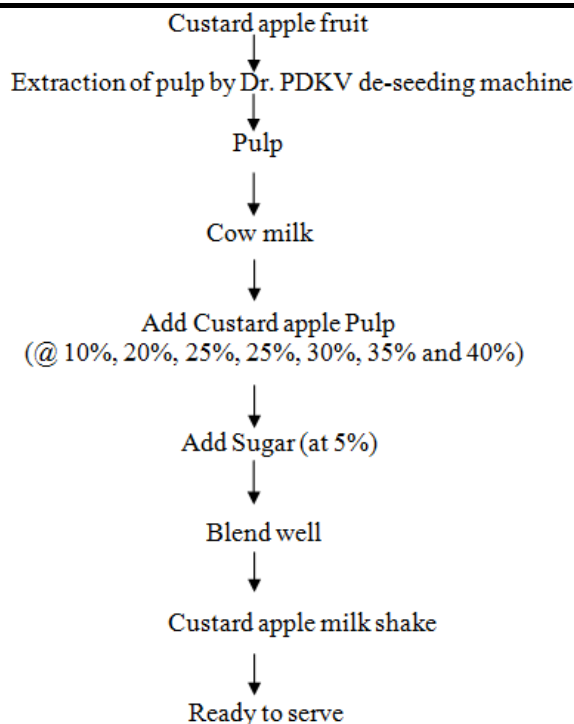 Custard apple fruit
Extraction of pulp by Dr. PDKV de-seeding machine
Pulp
Cow milk
Add Custard apple Pulp
(@ 10%, 20%, 25%, 25%, 30%, 35% and 40%)
Add Sugar (at 5%)
Blend well
Custard apple milk shake
Ready to serve